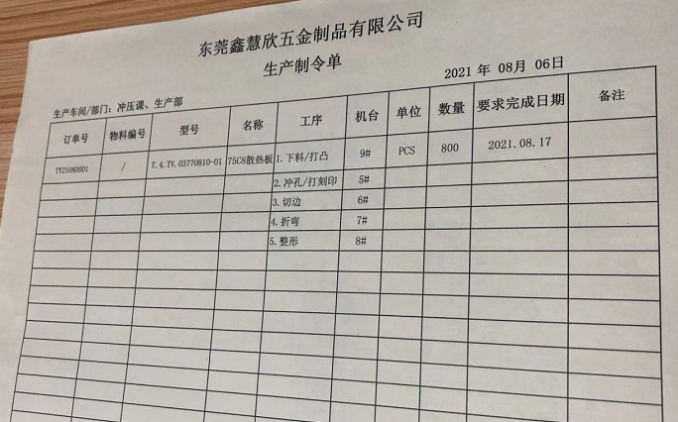 东莞鑫慧欣五金制品有限公司
生产制令单
2021 年 08月 06日
生产车间/部门: 冲压课、生产部
订单号 物料编号 型号 名称 工序 机台 单位 数量 要求完成日期 备注
TY21080001 / T.4.TV.03770810-01 75C8散热板 1.下料/打凸 9# PCS 800 2021.08.17
2.冲孔/打刻印 5#
3.切边 6#
4.折弯 7#
5.整形 8#